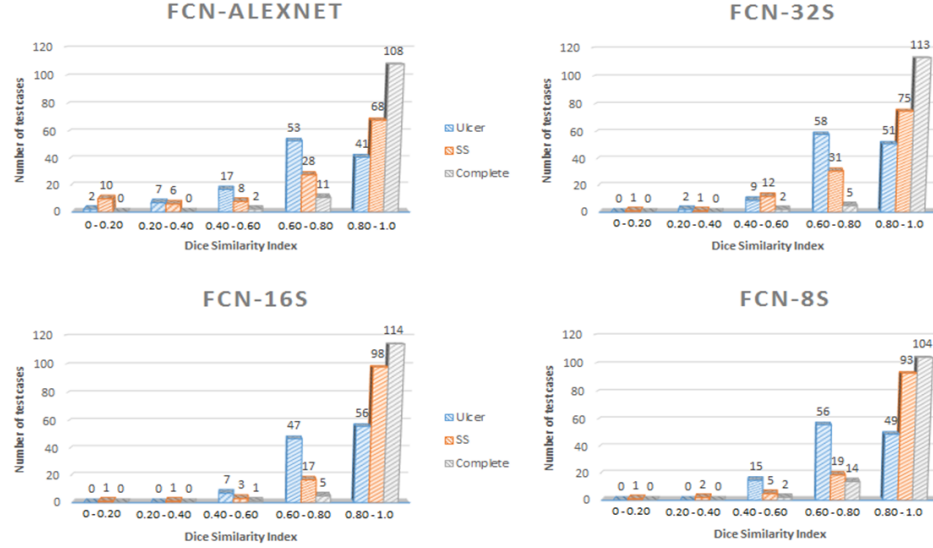 FCN-ALEXNET
Number of test cases
120
100
80
60
40
20
0
2 10 0
7 6 0
17 8 2
53 28 11
41 68 108
0 - 0.20 0.20 - 0.40 0.40 - 0.60 0.60 - 0.80 0.80 - 1.0
Dice Similarity Index
Ulcer
SS
Complete
FCN-32S
Number of test cases
120
100
80
60
40
20
0
0 1 0
2 1 0
9 12 2
58 31 5
51 75 113
0 - 0.20 0.20 - 0.40 0.40 - 0.60 0.60 - 0.80 0.80 - 1.0
Dice Similarity Index
FCN-16S
Number of test cases
120
100
80
60
40
20
0
0 1 0
0 1 0
7 3 1
47 17 5
56 98 114
0 - 0.20 0.20 - 0.40 0.40 - 0.60 0.60 - 0.80 0.80 - 1.0
Dice Similarity Index
Ulcer
SS
Complete
FCN-8S
Number of test cases
120
100
80
60
40
20
0
0 1 0
0 2 0
15 5 2
56 19 14
49 93 104
0 - 0.20 0.20 - 0.40 0.40 - 0.60 0.60 - 0.80 0.80 - 1.0
Dice Similarity Index